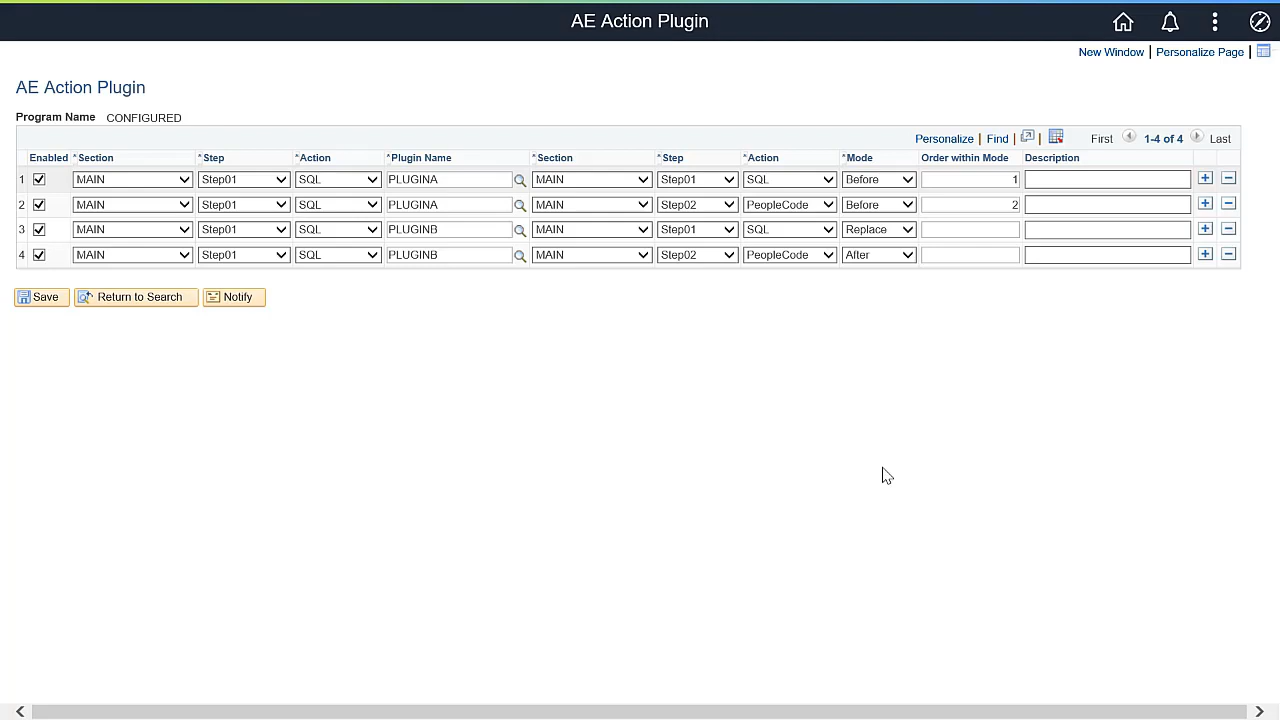 AE Action Plugin
New Window | Personalize Page |
AE Action Plugin
Program Name CONFIGURED
Personalize | Find | | First 1-4 of 4 Last
Enabled *Section *Step *Action *Plugin Name *Section *Step *Action *Mode Order within Mode Description
1 MAIN Step01 SQL PLUGINA MAIN Step01 SQL Before 1
2 MAIN Step01 SQL PLUGINA MAIN Step02 PeopleCode Before 2
3 MAIN Step01 SQL PLUGINB MAIN Step01 SQL Replace
4 MAIN Step01 SQL PLUGINB MAIN Step02 PeopleCode After
Save Return to Search Notify